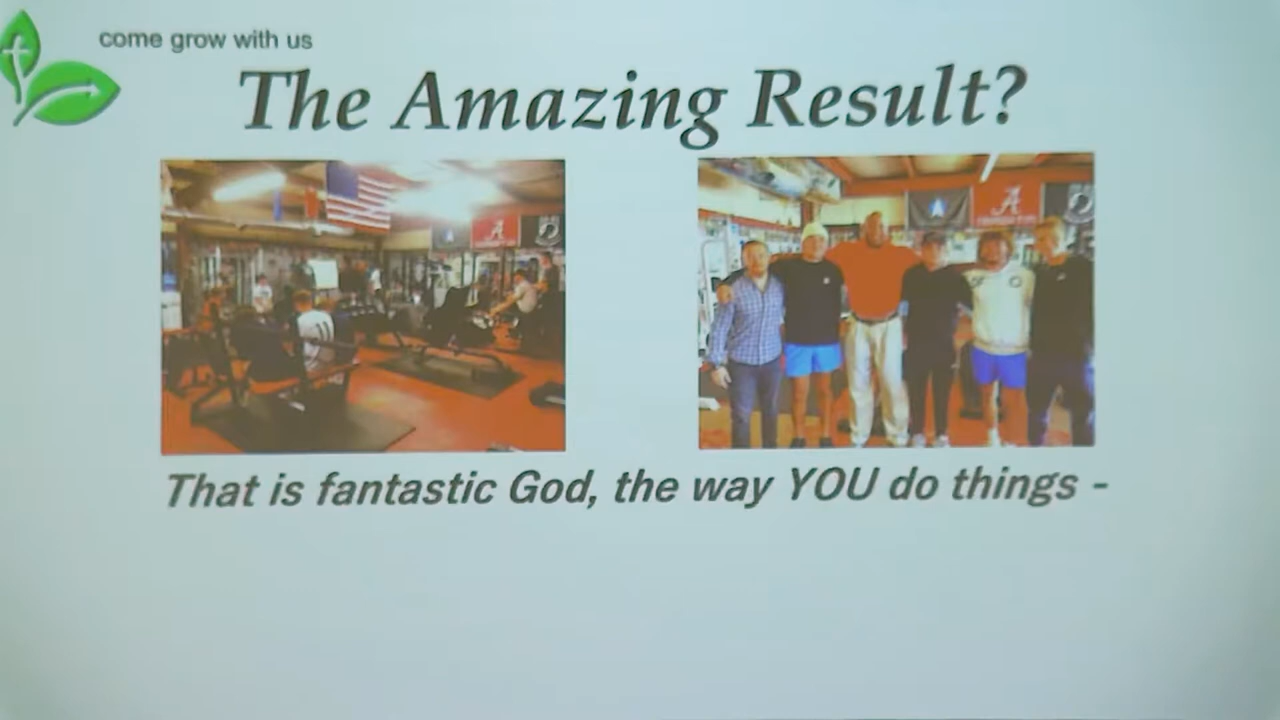 come grow with us
The Amazing Result?
That is fantastic God, the way YOU do things -